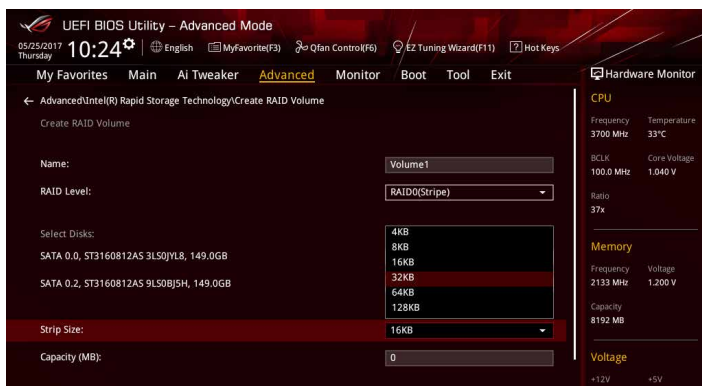 UEFI BIOS Utility – Advanced Mode
05/25/2017 Thursday 10:24 English MyFavorite(F3) Qfan Control(F6) EZ Tuning Wizard(F11) ? Hot Keys
My Favorites Main Ai Tweaker Advanced Monitor Boot Tool Exit
← Advanced\Intel(R) Rapid Storage Technology\Create RAID Volume
Create RAID Volume
Name: Volume1
RAID Level: RAID0(Stripe)
Select Disks:
SATA 0.0, ST3160812AS 3LS0JYL8, 149.0GB
SATA 0.2, ST3160812AS 9LS0BJ5H, 149.0GB
4KB
8KB
16KB
32KB
64KB
128KB
Strip Size: 16KB
Capacity (MB): 0
Hardware Monitor
CPU
Frequency Temperature
3700 MHz 33°C
BCLK Core Voltage
100.0 MHz 1.040 V
Ratio
37x
Memory
Frequency Voltage
2133 MHz 1.200 V
Capacity
8192 MB
Voltage
+12V +5V